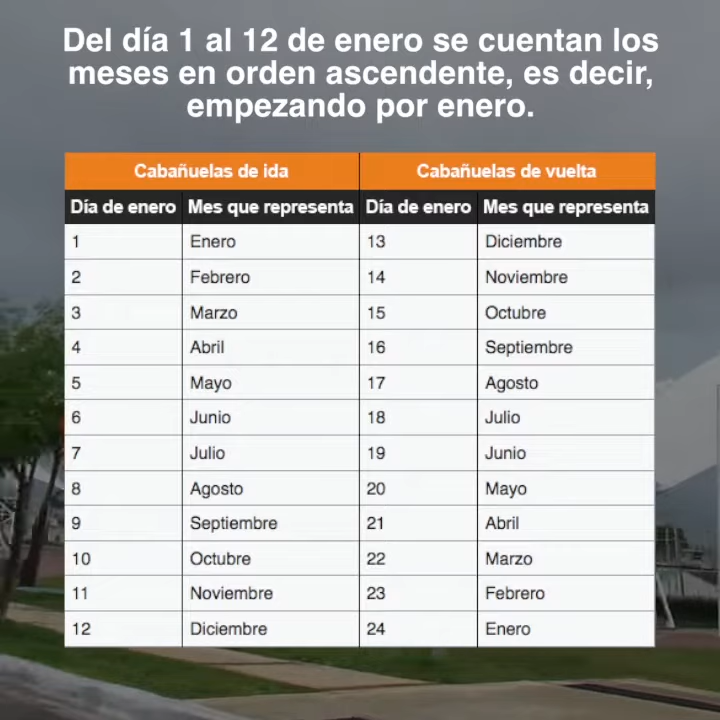 Del día 1 al 12 de enero se cuentan los
meses en orden ascendente, es decir,
empezando por enero.
Cabañuelas de ida Cabañuelas de vuelta
Día de enero Mes que representa Día de enero Mes que representa
1 Enero 13 Diciembre
2 Febrero 14 Noviembre
3 Marzo 15 Octubre
4 Abril 16 Septiembre
5 Mayo 17 Agosto
6 Junio 18 Julio
7 Julio 19 Junio
8 Agosto 20 Mayo
9 Septiembre 21 Abril
10 Octubre 22 Marzo
11 Noviembre 23 Febrero
12 Diciembre 24 Enero